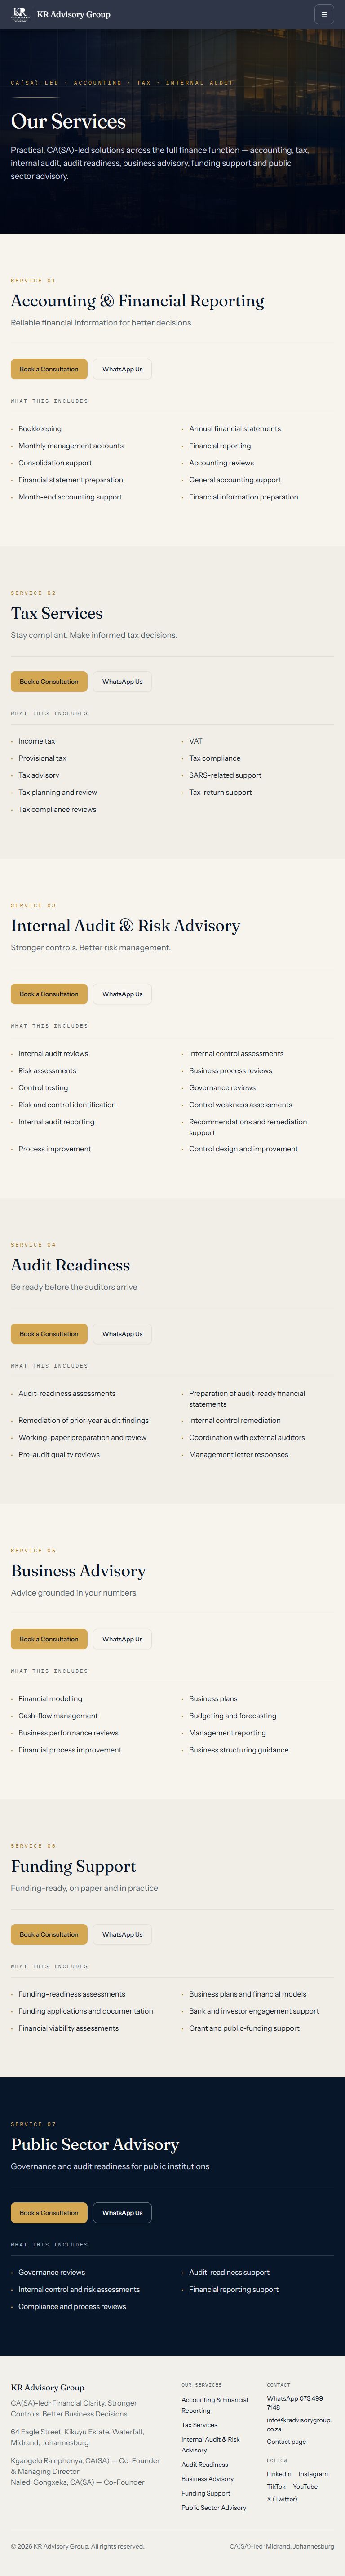 KR Advisory Group
CA(SA)-LED · ACCOUNTING · TAX · INTERNAL AUDIT
Our Services
Practical, CA(SA)-led solutions across the full finance function — accounting, tax,
internal audit, audit readiness, business advisory, funding support and public
sector advisory.
SERVICE 01
Accounting & Financial Reporting
Reliable financial information for better decisions
Book a Consultation
WhatsApp Us
WHAT THIS INCLUDES
Bookkeeping
Annual financial statements
Monthly management accounts
Financial reporting
Consolidation support
Accounting reviews
Financial statement preparation
General accounting support
Month-end accounting support
Financial information preparation
SERVICE 02
Tax Services
Stay compliant. Make informed tax decisions.
Book a Consultation
WhatsApp Us
WHAT THIS INCLUDES
Income tax
VAT
Provisional tax
Tax compliance
Tax advisory
SARS-related support
Tax planning and review
Tax-return support
Tax compliance reviews
SERVICE 03
Internal Audit & Risk Advisory
Stronger controls. Better risk management.
Book a Consultation
WhatsApp Us
WHAT THIS INCLUDES
Internal audit reviews
Internal control assessments
Risk assessments
Business process reviews
Control testing
Governance reviews
Risk and control identification
Control weakness assessments
Internal audit reporting
Recommendations and remediation
support
Process improvement
Control design and improvement
SERVICE 04
Audit Readiness
Be ready before the auditors arrive
Book a Consultation
WhatsApp Us
WHAT THIS INCLUDES
Audit-readiness assessments
Preparation of audit-ready financial
statements
Remediation of prior-year audit findings
Internal control remediation
Working-paper preparation and review
Coordination with external auditors
Pre-audit quality reviews
Management letter responses
SERVICE 05
Business Advisory
Advice grounded in your numbers
Book a Consultation
WhatsApp Us
WHAT THIS INCLUDES
Financial modelling
Business plans
Cash-flow management
Budgeting and forecasting
Business performance reviews
Management reporting
Financial process improvement
Business structuring guidance
SERVICE 06
Funding Support
Funding-ready, on paper and in practice
Book a Consultation
WhatsApp Us
WHAT THIS INCLUDES
Funding-readiness assessments
Business plans and financial models
Funding applications and documentation
Bank and investor engagement support
Financial viability assessments
Grant and public-funding support
SERVICE 07
Public Sector Advisory
Governance and audit readiness for public institutions
Book a Consultation
WhatsApp Us
WHAT THIS INCLUDES
Governance reviews
Audit-readiness support
Internal control and risk assessments
Financial reporting support
Compliance and process reviews
KR Advisory Group
CA(SA)-led · Financial Clarity. Stronger
Controls. Better Business Decisions.
64 Eagle Street, Kikuyu Estate, Waterfall,
Midrand, Johannesburg
Kgaogelo Ralephenya, CA(SA) — Co-Founder
& Managing Director
Naledi Gongxeka, CA(SA) — Co-Founder
OUR SERVICES
Accounting & Financial
Reporting
Tax Services
Internal Audit & Risk
Advisory
Audit Readiness
Business Advisory
Funding Support
Public Sector Advisory
CONTACT
WhatsApp 073 499
7148
info@kradvisorygroup.
co.za
Contact page
FOLLOW
LinkedIn Instagram
TikTok YouTube
X (Twitter)
© 2026 KR Advisory Group. All rights reserved.
CA(SA)-led · Midrand, Johannesburg